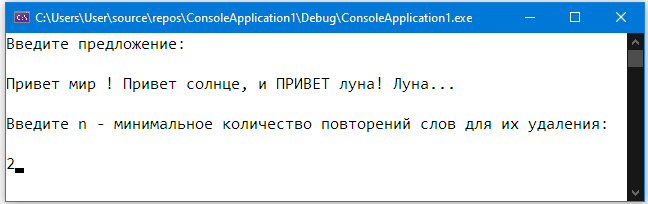 C:\Users\User\source\repos\ConsoleApplication1\Debug\ConsoleApplication1.exe
Введите предложение:
Привет мир ! Привет солнце, и ПРИВЕТ луна! Луна...
Введите n - минимальное количество повторений слов для их удаления:
2